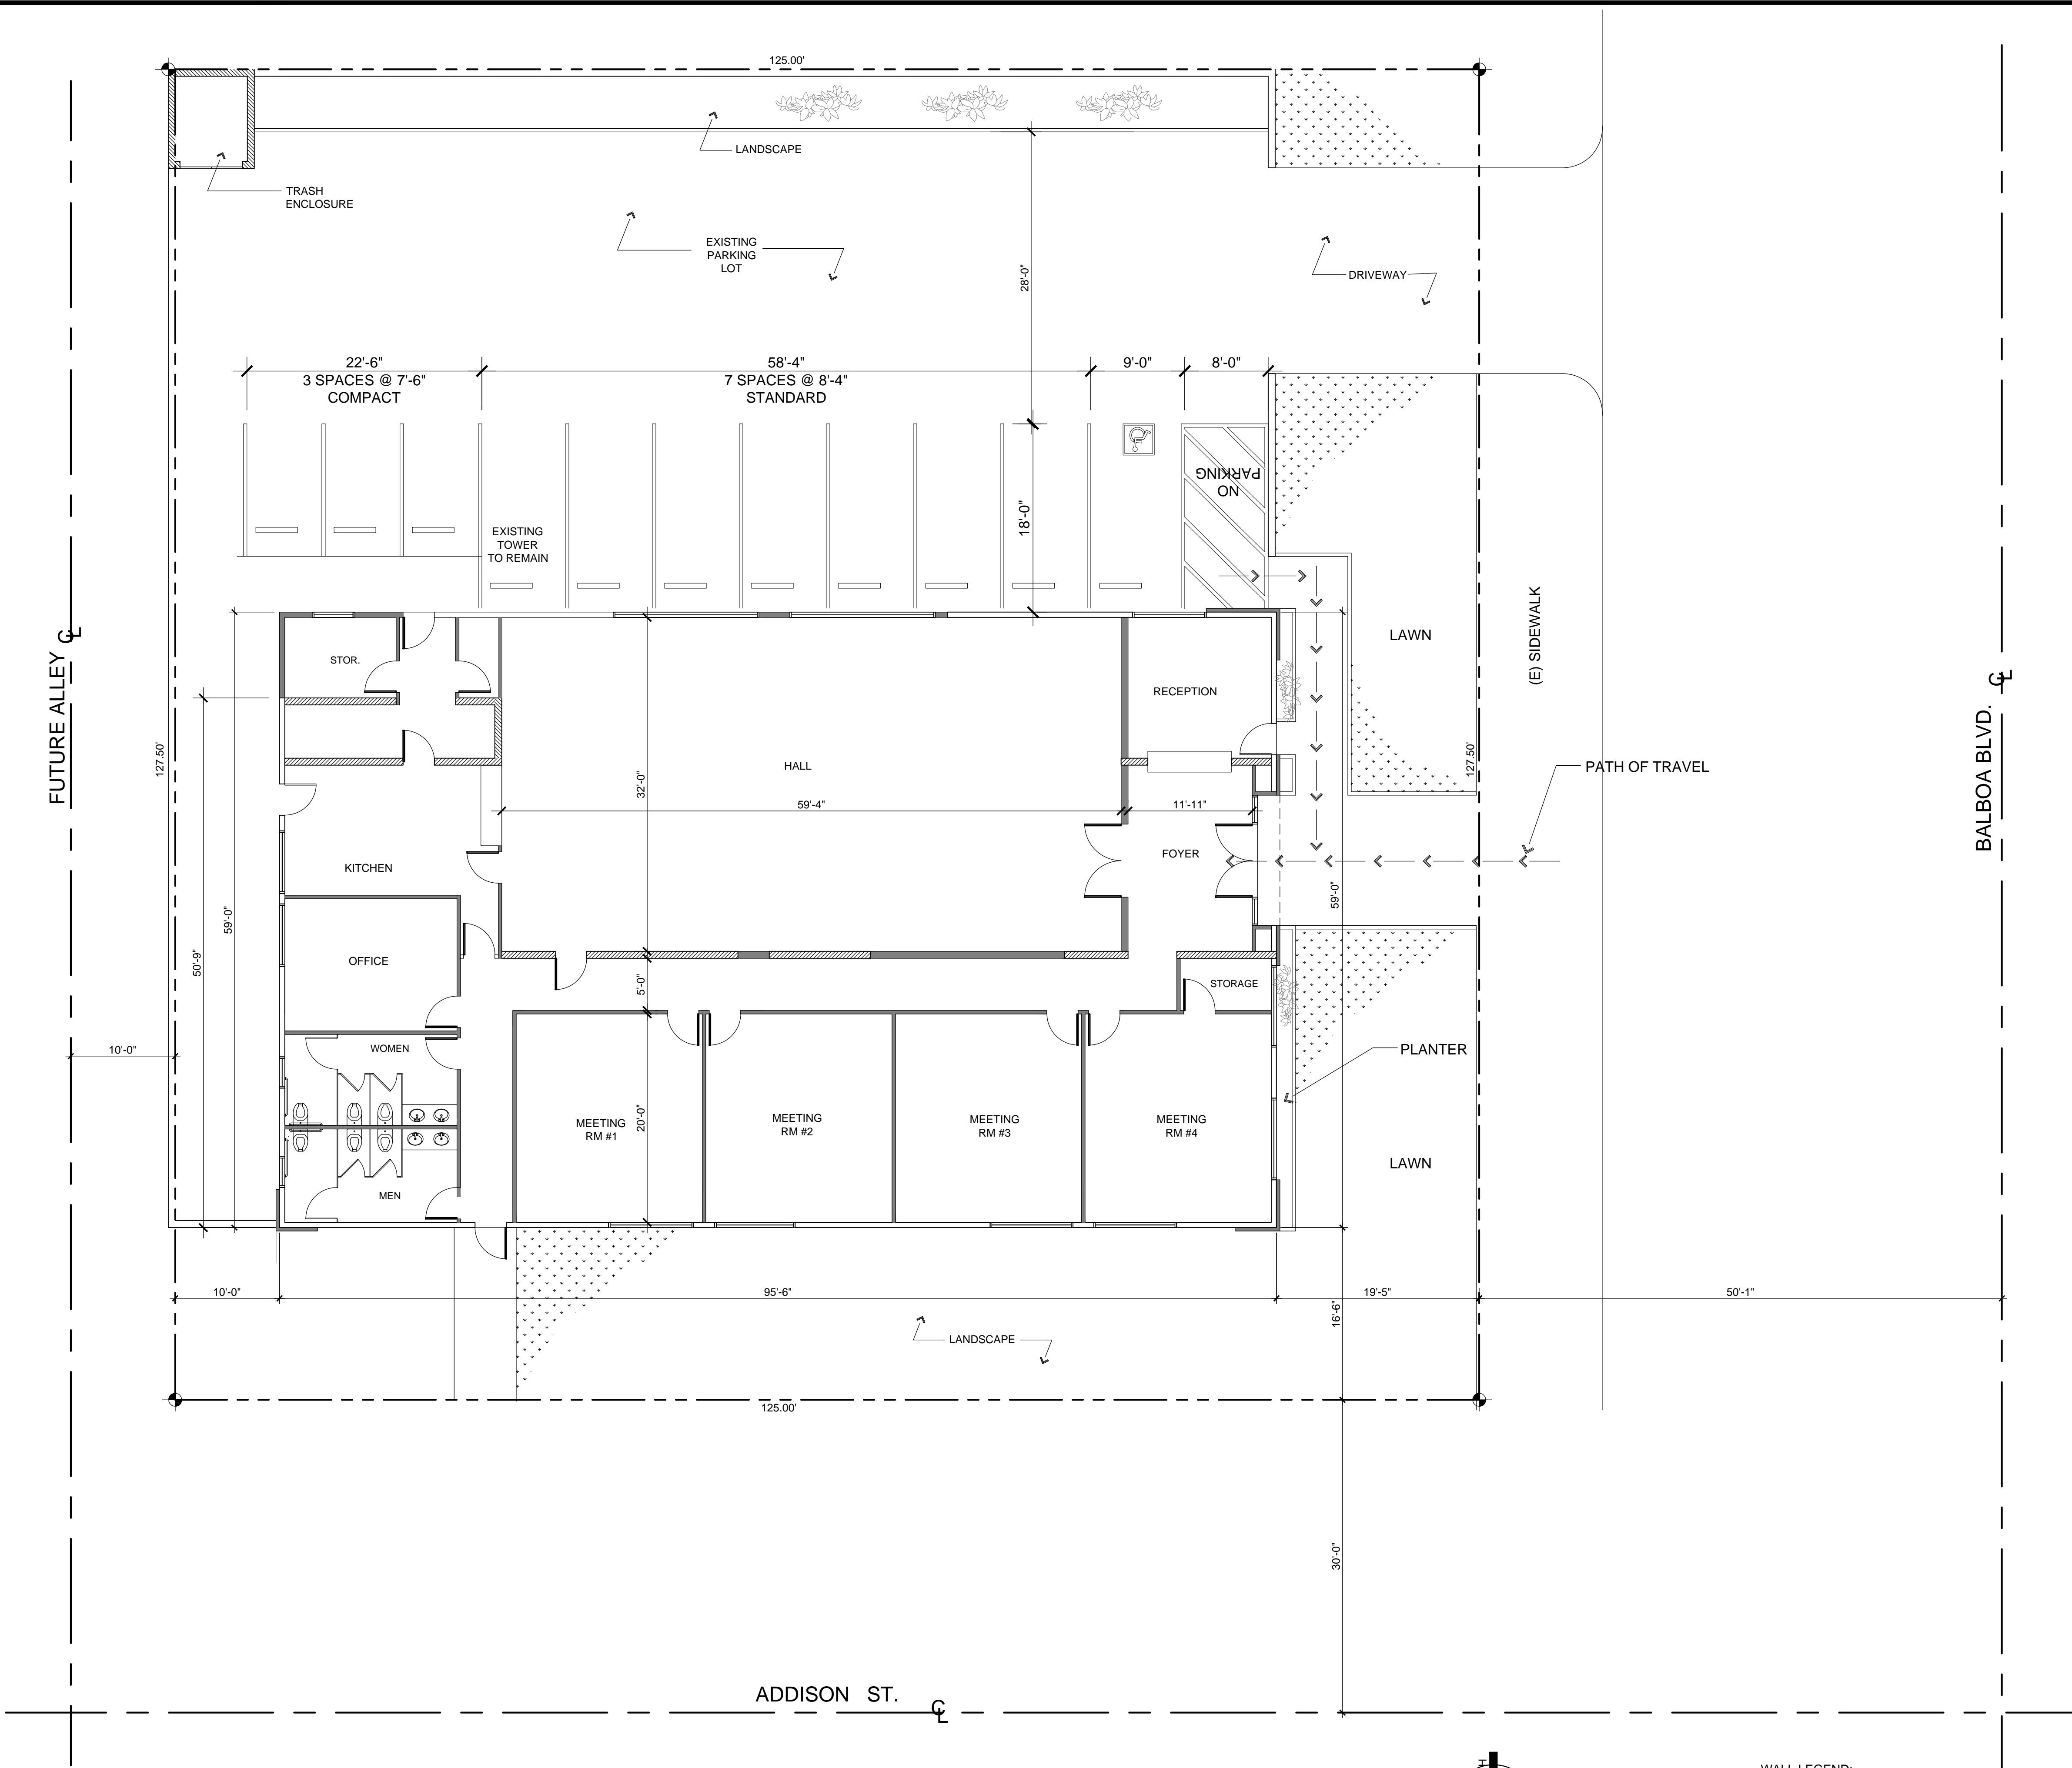 125.00'
LANDSCAPE
TRASH
ENCLOSURE
EXISTING
PARKING
LOT
28'-0"
DRIVEWAY
22'-6"
3 SPACES @ 7'-6"
COMPACT
58'-4"
7 SPACES @ 8'-4"
STANDARD
9'-0"
8'-0"
NO
PARKING
18'-0"
EXISTING
TOWER
TO REMAIN
FUTURE ALLEY CL
127.50'
59'-0"
50'-9"
STOR.
HALL
32'-0"
59'-4"
RECEPTION
11'-11"
FOYER
KITCHEN
OFFICE
LAWN
(E) SIDEWALK
127.50'
PATH OF TRAVEL
BALBOA BLVD. CL
59'-0"
5'-0"
STORAGE
10'-0"
WOMEN
MEN
MEETING
RM #1
20'-0"
MEETING
RM #2
MEETING
RM #3
MEETING
RM #4
PLANTER
LAWN
10'-0"
95'-6"
19'-5"
50'-1"
16'-6"
LANDSCAPE
125.00'
30'-0"
ADDISON ST. CL